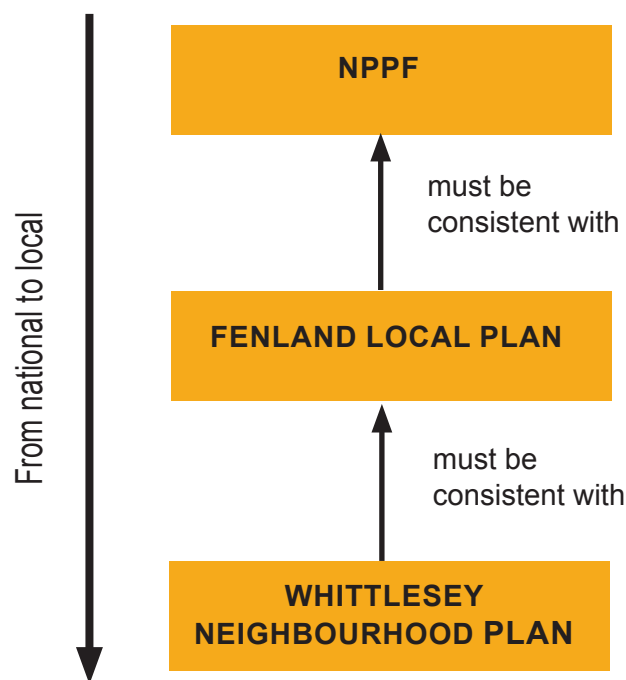 NPPF
must be
consistent with
From national to local
FENLAND LOCAL PLAN
must be
consistent with
WHITTLESEY
NEIGHBOURHOOD PLAN